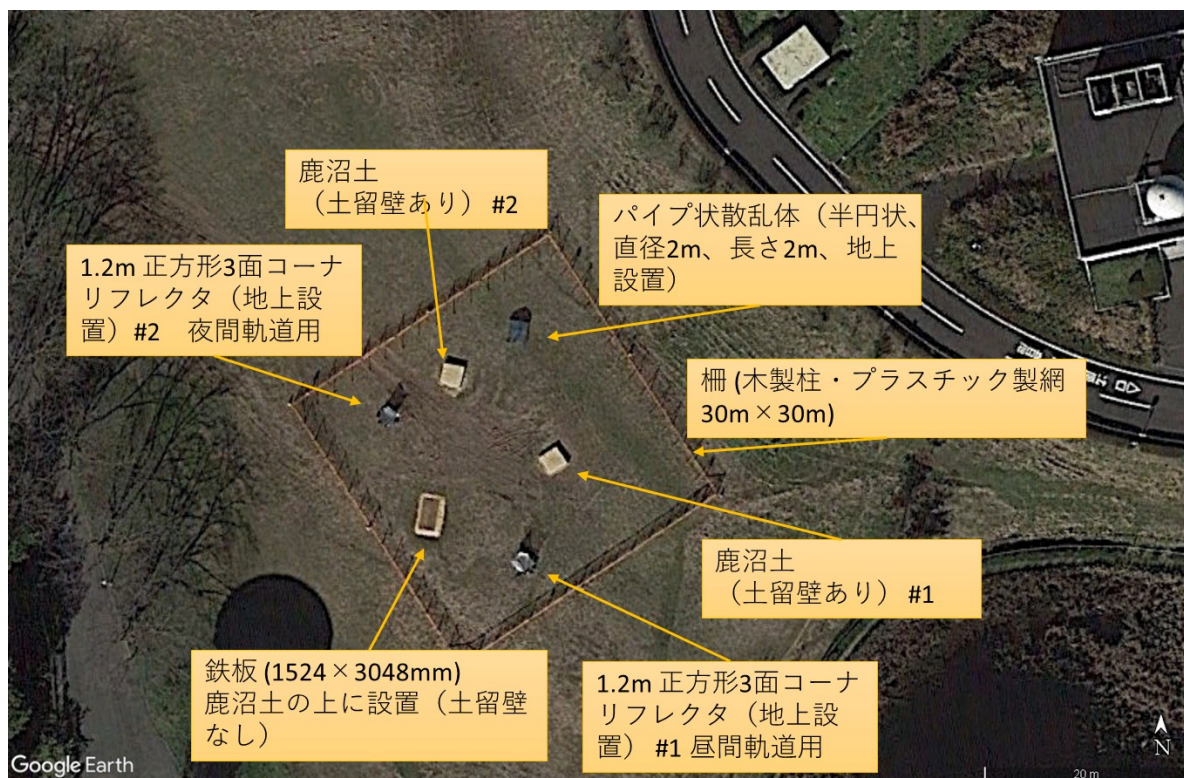 鹿沼土
（土留壁あり） #2
パイプ状散乱体（半円状、
直径2m、長さ2m、地上
設置）
1.2m 正方形3面コーナ
リフレクタ（地上設
置）#2　夜間軌道用
柵 (木製柱・プラスチック製網
30m×30m)
鹿沼土
（土留壁あり） #1
鉄板 (1524×3048mm)
鹿沼土の上に設置（土留壁
なし）
1.2m 正方形3面コーナ
リフレクタ（地上設
置） #1 昼間軌道用
N
Google Earth
20 m